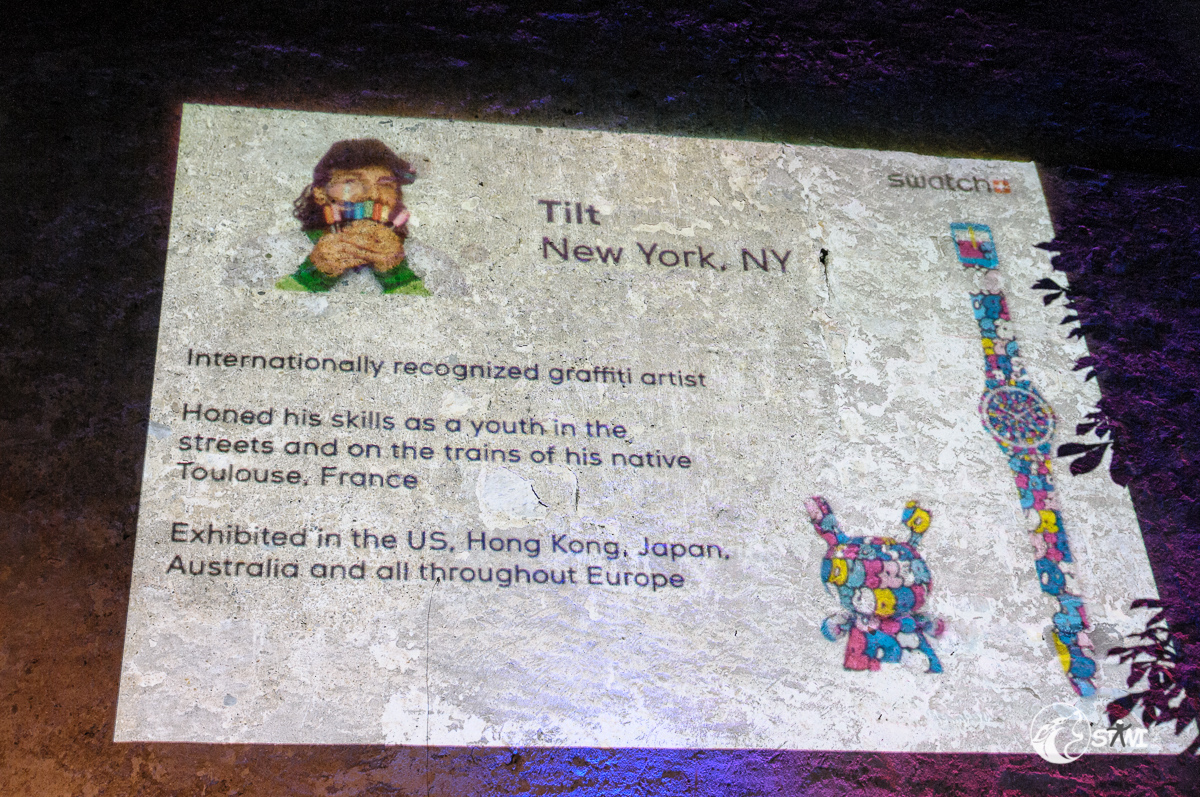 swatch
Tilt
New York, NY
Internationally recognized graffiti artist
Honed his skills as a youth in the
streets and on the trains of his native
Toulouse, France
Exhibited in the US, Hong Kong, Japan,
Australia and all throughout Europe
STANI